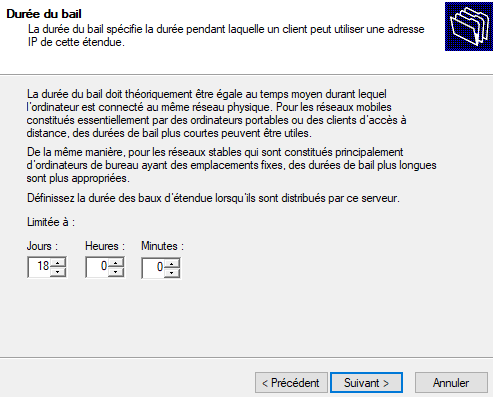 Durée du bail
La durée du bail spécifie la durée pendant laquelle un client peut utiliser une adresse
IP de cette étendue.
La durée du bail doit théoriquement être égale au temps moyen durant lequel
l'ordinateur est connecté au même réseau physique. Pour les réseaux mobiles
constitués essentiellement par des ordinateurs portables ou des clients d'accès à
distance, des durées de bail plus courtes peuvent être utiles.
De la même manière, pour les réseaux stables qui sont constitués principalement
d'ordinateurs de bureau ayant des emplacements fixes, des durées de bail plus longues
sont plus appropriées.
Définissez la durée des baux d'étendue lorsqu'ils sont distribués par ce serveur.
Limitée à :
Jours : Heures : Minutes :
18 0 0
< Précédent Suivant > Annuler